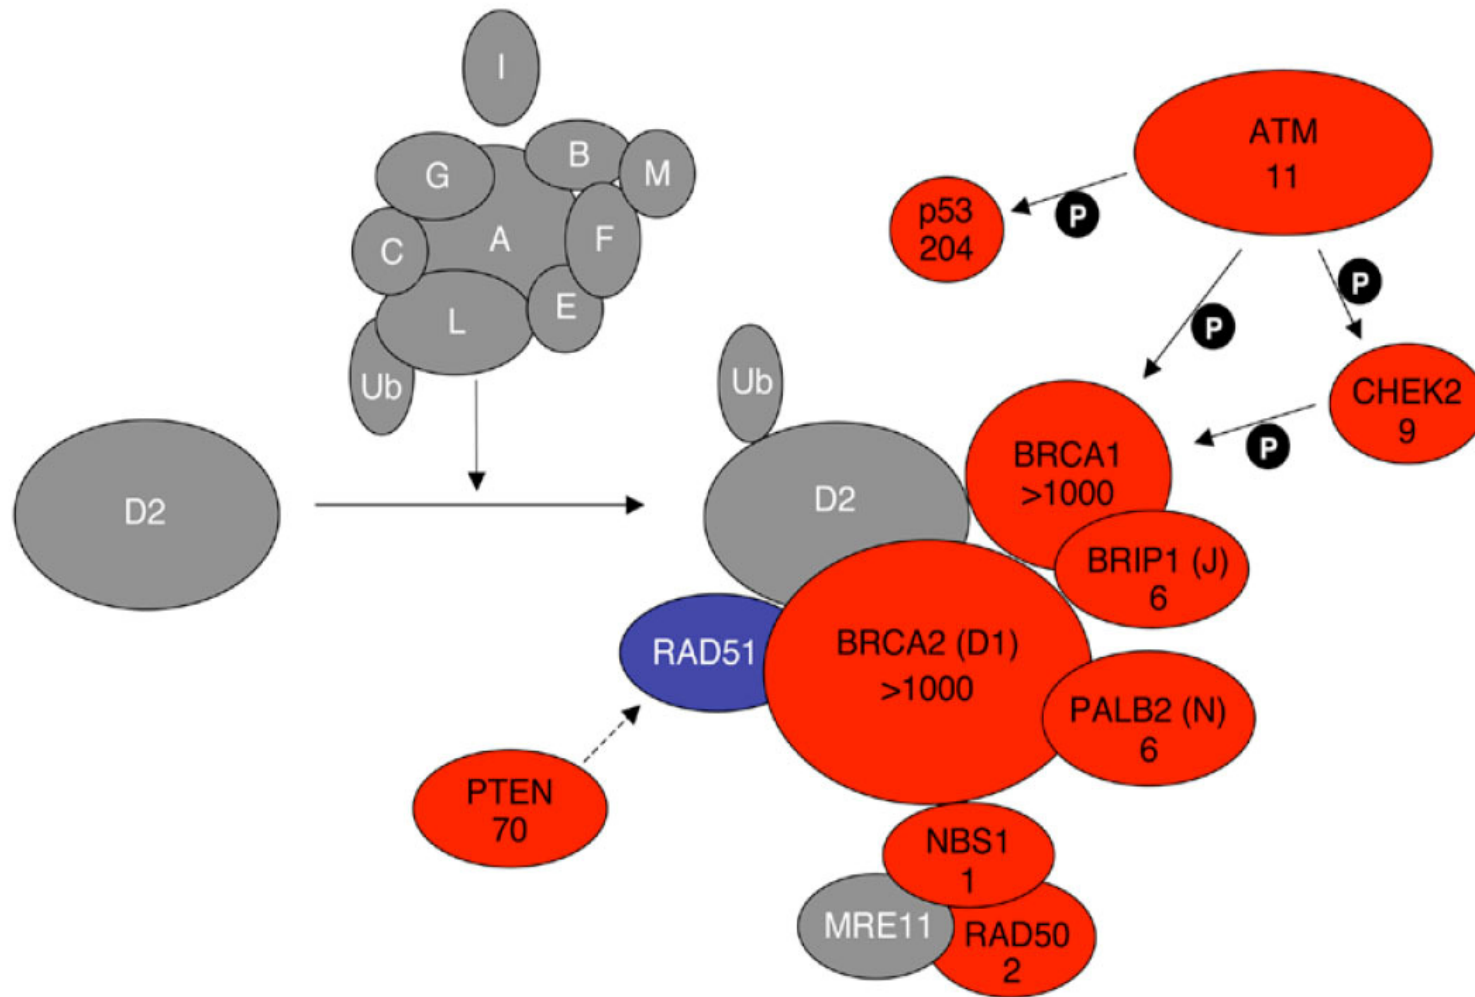 I
G
B
M
C
A
F
L
E
Ub
D2
Ub
D2
ATM
11
p53
204
P
P
P
CHEK2
9
P
BRCA1
>1000
BRIP1 (J)
6
RAD51
BRCA2 (D1)
>1000
PALB2 (N)
6
PTEN
70
NBS1
1
MRE11
RAD50
2